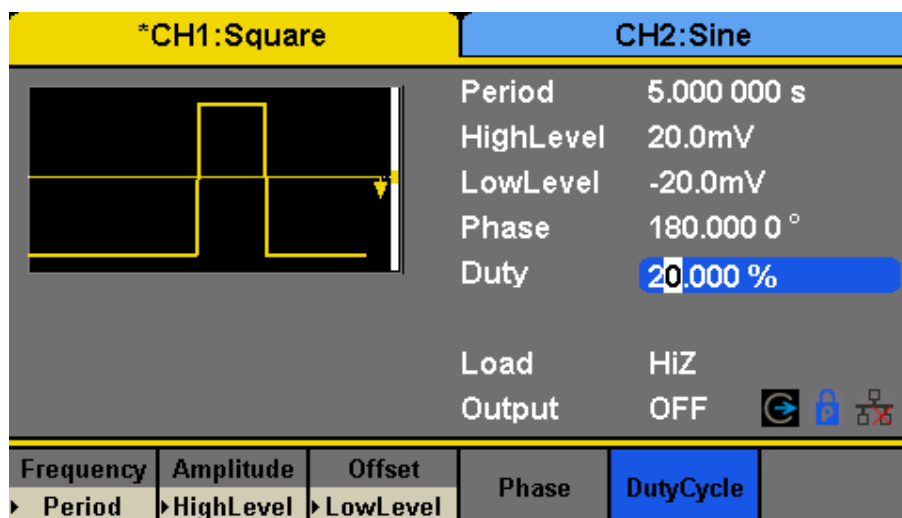 *CH1:Square CH2:Sine
Period 5.000 000 s
HighLevel 20.0mV
LowLevel -20.0mV
Phase 180.000 0 °
Duty 20.000 %
Load HiZ
Output OFF P
Frequency Amplitude Offset Phase DutyCycle
Period HighLevel LowLevel